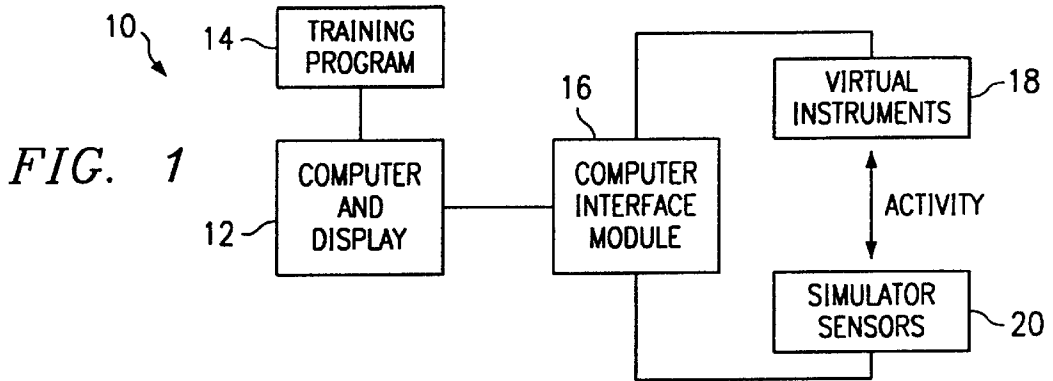 10
14
TRAINING
PROGRAM
FIG. 1
12
COMPUTER
AND
DISPLAY
16
COMPUTER
INTERFACE
MODULE
VIRTUAL
INSTRUMENTS
18
ACTIVITY
SIMULATOR
SENSORS
20